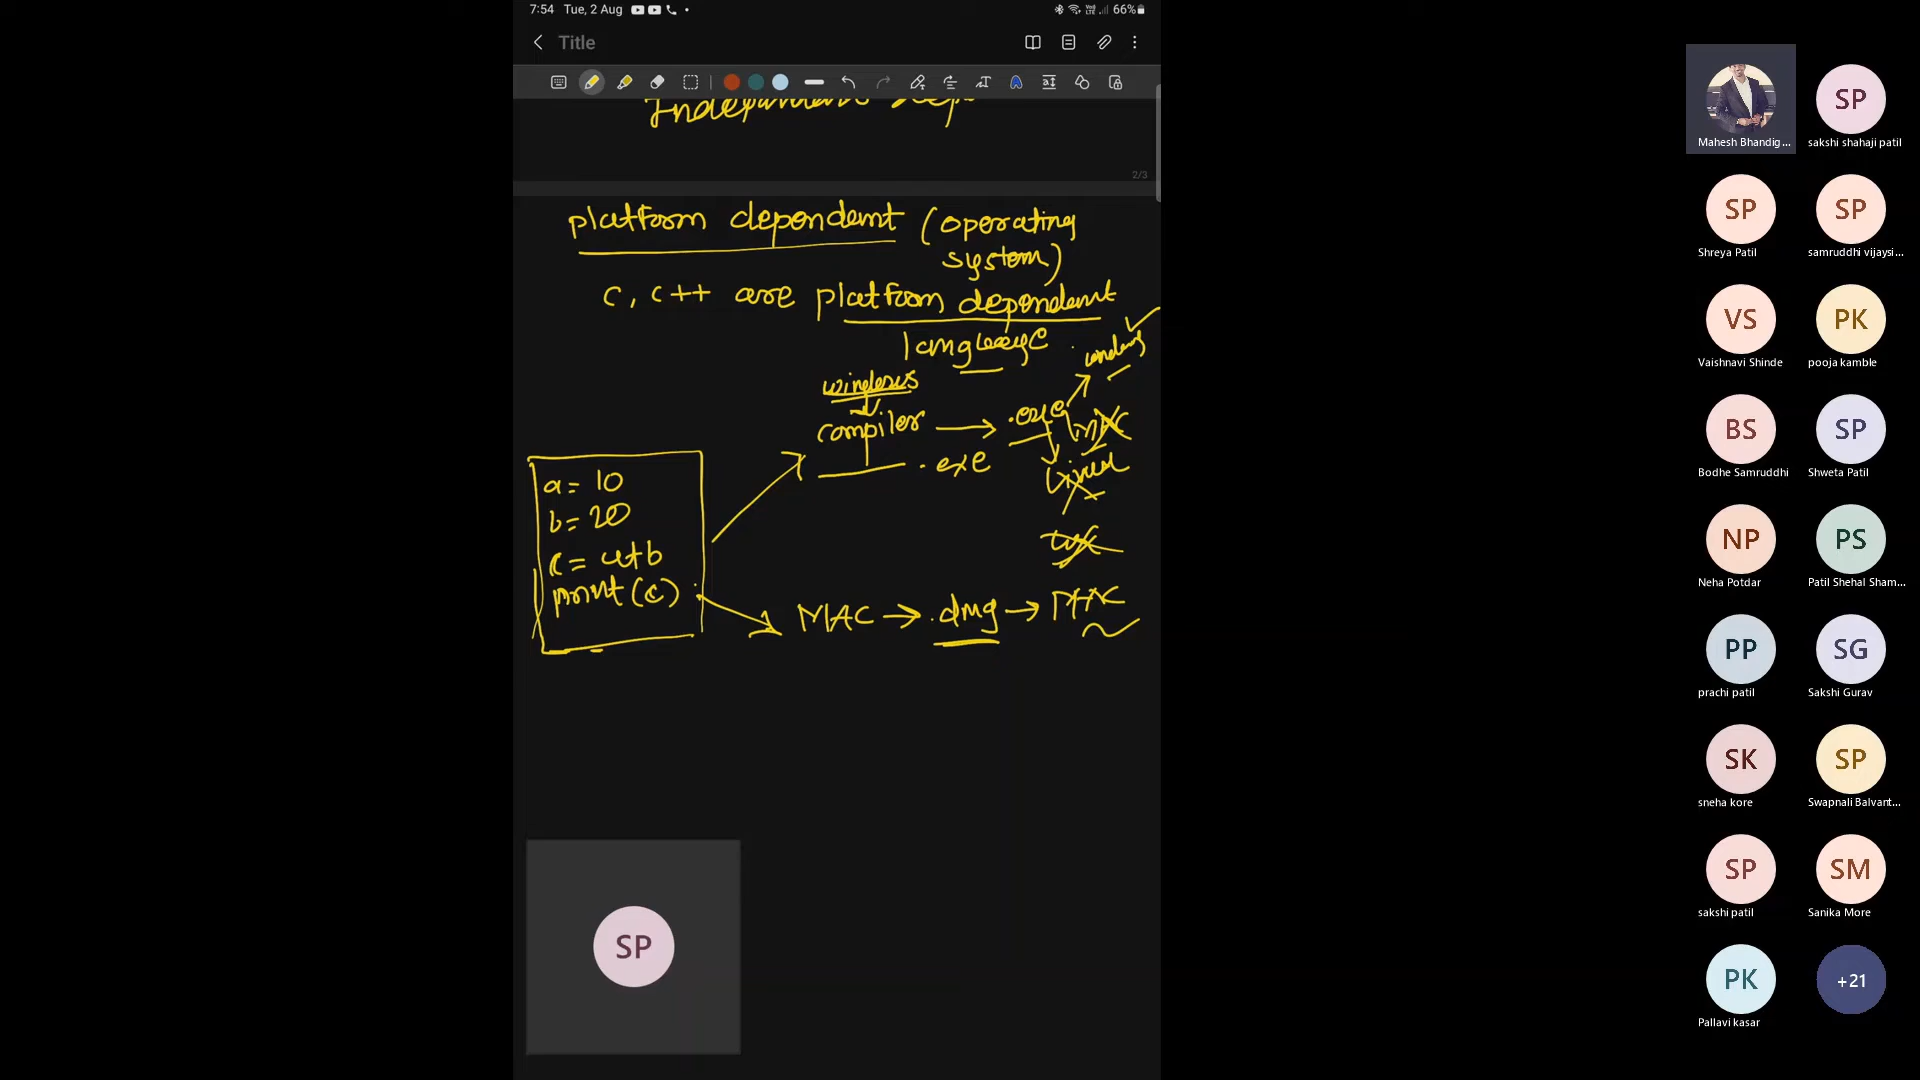 7:54 Tue, 2 Aug
66%
Title
2/3
platform dependent (operating
system)
c, c++ are platform dependent
language
windows
windows
compiler → .exe
MAC
.exe
Linux
a = 10
b = 20
c = a+b
print(c)
MAC → .dmg → MAC
SP
Mahesh Bhandig...
SP
sakshi shahaji patil
SP
Shreya Patil
SP
samruddhi vijaysi...
VS
Vaishnavi Shinde
PK
pooja kamble
BS
Bodhe Samruddhi
SP
Shweta Patil
NP
Neha Potdar
PS
Patil Shehal Sham...
PP
prachi patil
SG
Sakshi Gurav
SK
sneha kore
SP
Swapnali Balvant...
SP
sakshi patil
SM
Sanika More
PK
Pallavi kasar
+21